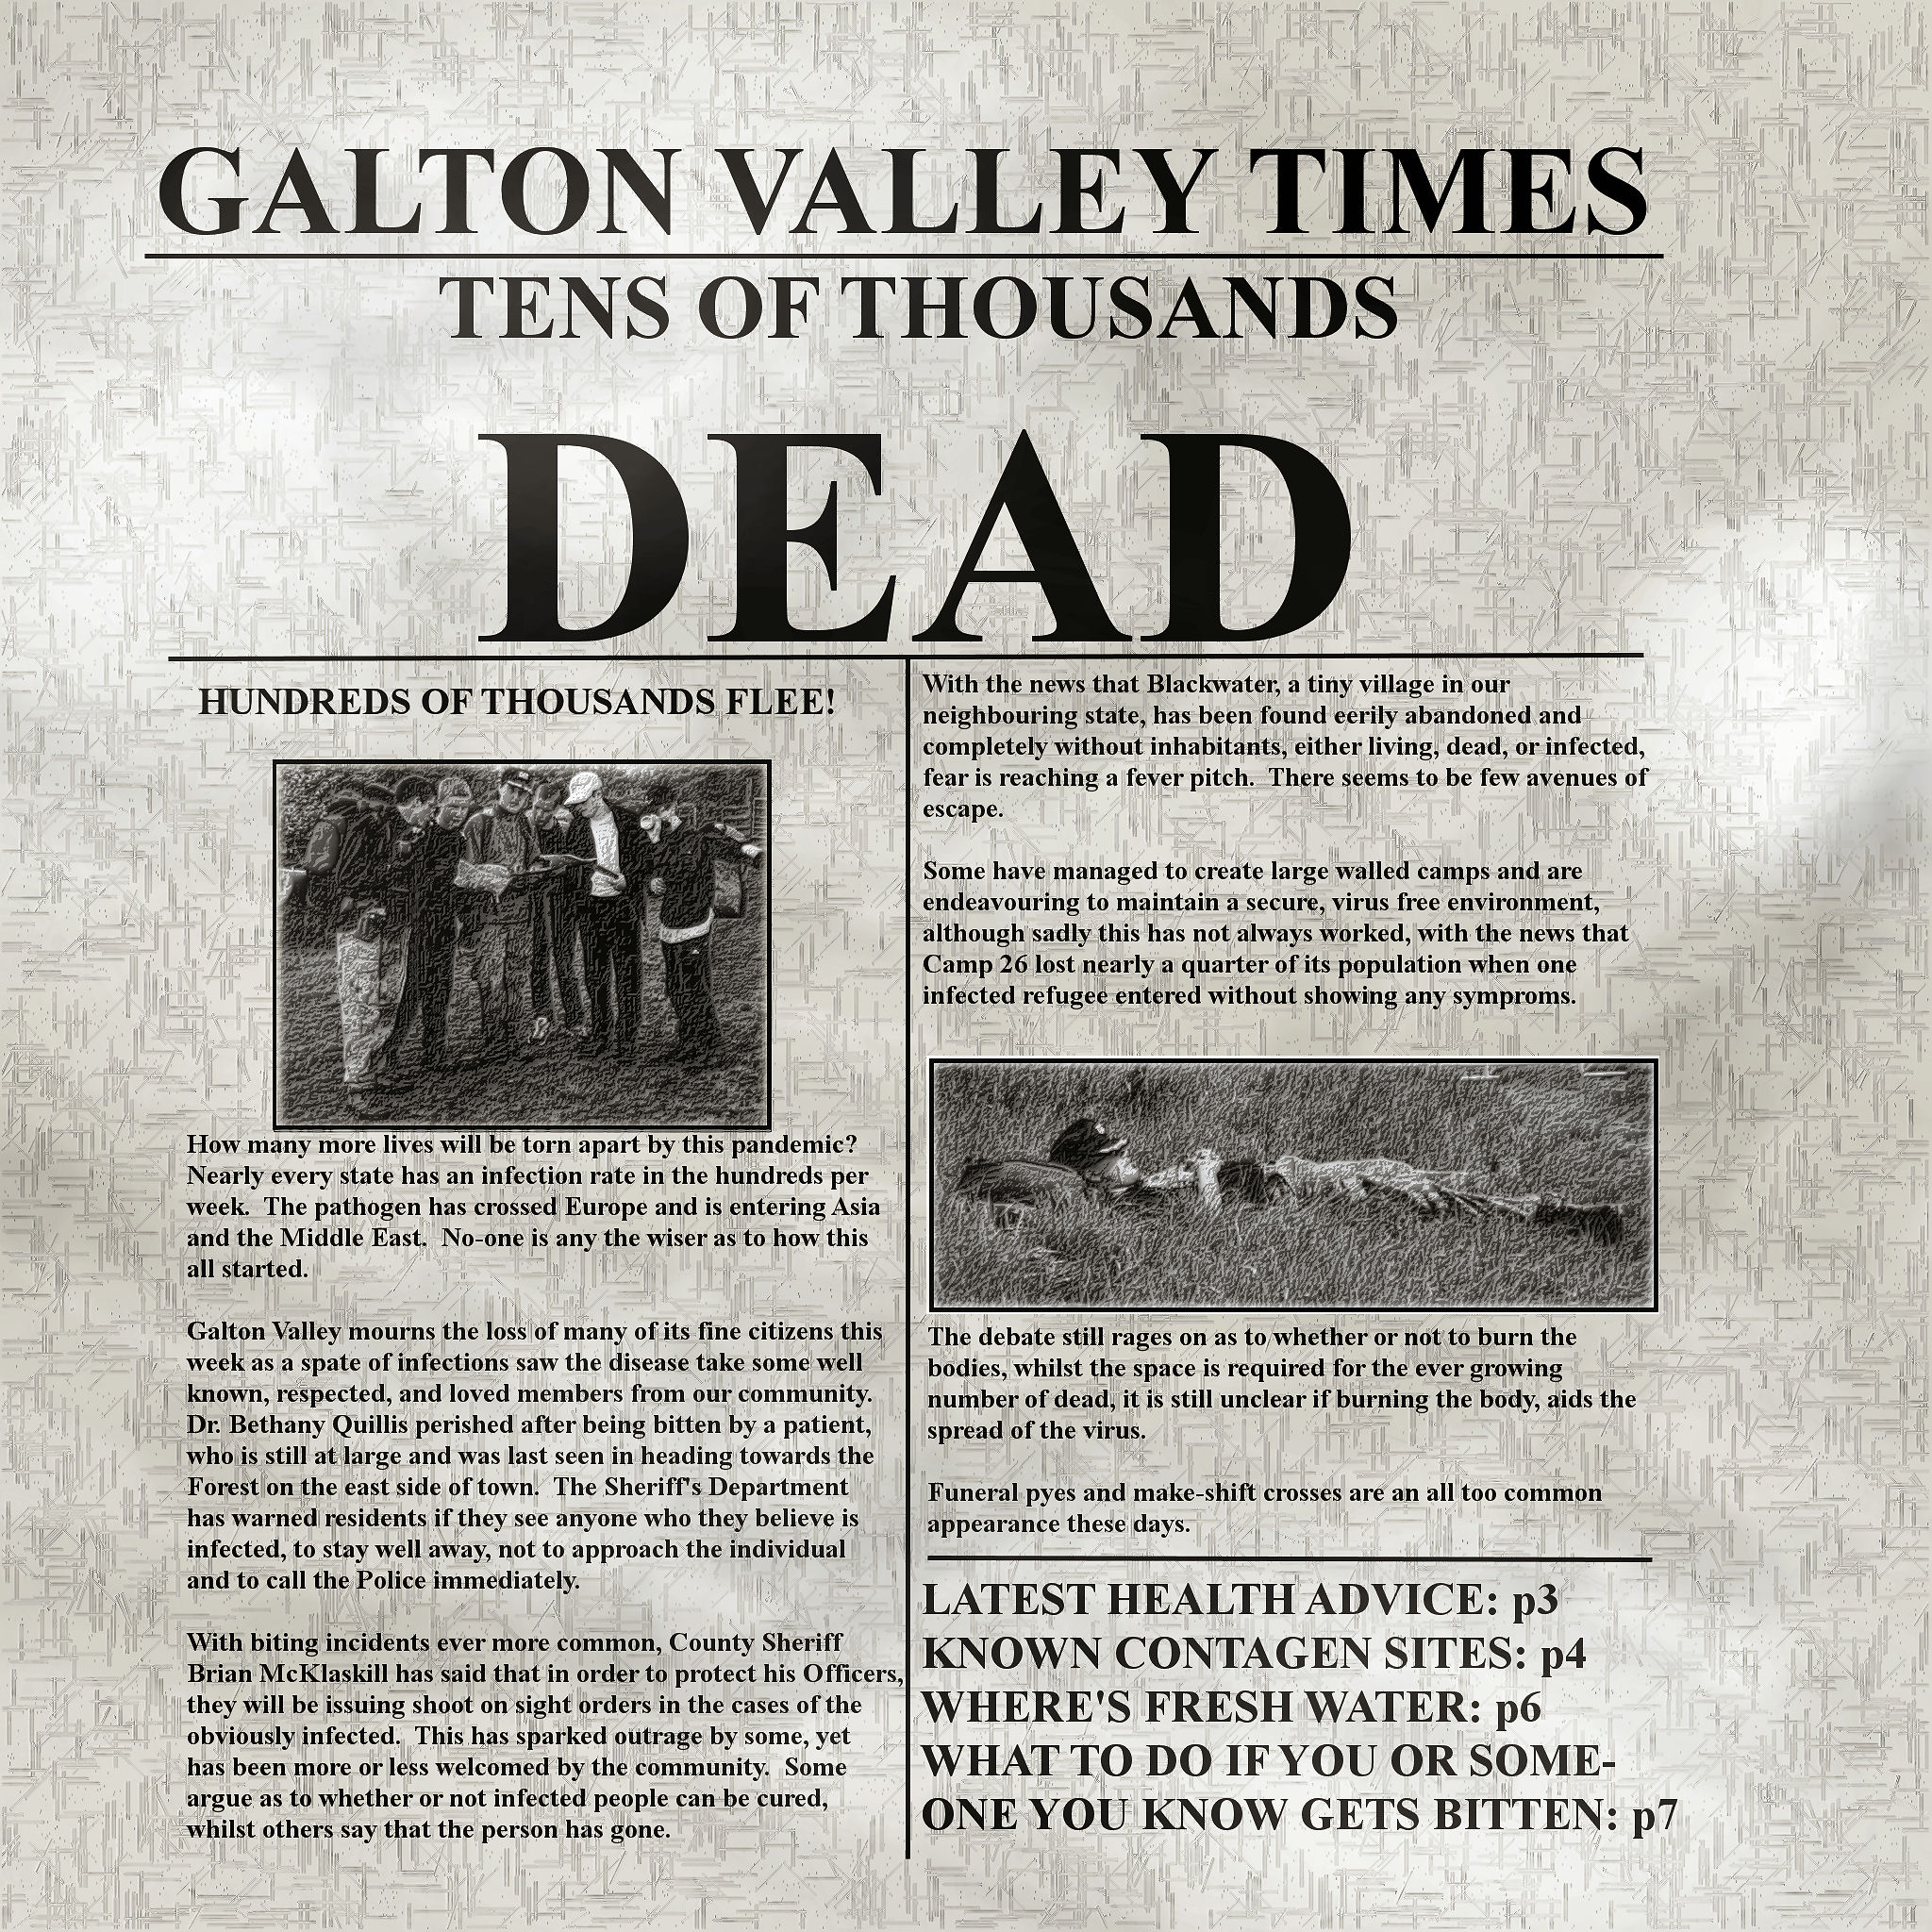 GALTON VALLEY TIMES
TENS OF THOUSANDS
DEAD
HUNDREDS OF THOUSANDS FLEE!
How many more lives will be torn apart by this pandemic?
Nearly every state has an infection rate in the hundreds per
week.  The pathogen has crossed Europe and is entering Asia
and the Middle East.  No-one is any the wiser as to how this
all started.
Galton Valley mourns the loss of many of its fine citizens this
week as a spate of infections saw the disease take some well
known, respected, and loved members from our community.
Dr. Bethany Quillis perished after being bitten by a patient,
who is still at large and was last seen in heading towards the
Forest on the east side of town.  The Sheriff's Department
has warned residents if they see anyone who they believe is
infected, to stay well away, not to approach the individual
and to call the Police immediately.
With biting incidents ever more common, County Sheriff
Brian McKlaskill has said that in order to protect his Officers,
they will be issuing shoot on sight orders in the cases of the
obviously infected.  This has sparked outrage by some, yet
has been more or less welcomed by the community.  Some
argue as to whether or not infected people can be cured,
whilst others say that the person has gone.
With the news that Blackwater, a tiny village in our
neighbouring state, has been found eerily abandoned and
completely without inhabitants, either living, dead, or infected,
fear is reaching a fever pitch.  There seems to be few avenues of
escape.
Some have managed to create large walled camps and are
endeavouring to maintain a secure, virus free environment,
although sadly this has not always worked, with the news that
Camp 26 lost nearly a quarter of its population when one
infected refugee entered without showing any symproms.
The debate still rages on as to whether or not to burn the
bodies, whilst the space is required for the ever growing
number of dead, it is still unclear if burning the body, aids the
spread of the virus.
Funeral pyes and make-shift crosses are an all too common
appearance these days.
LATEST HEALTH ADVICE: p3
KNOWN CONTAGEN SITES: p4
WHERE'S FRESH WATER: p6
WHAT TO DO IF YOU OR SOME-
ONE YOU KNOW GETS BITTEN: p7